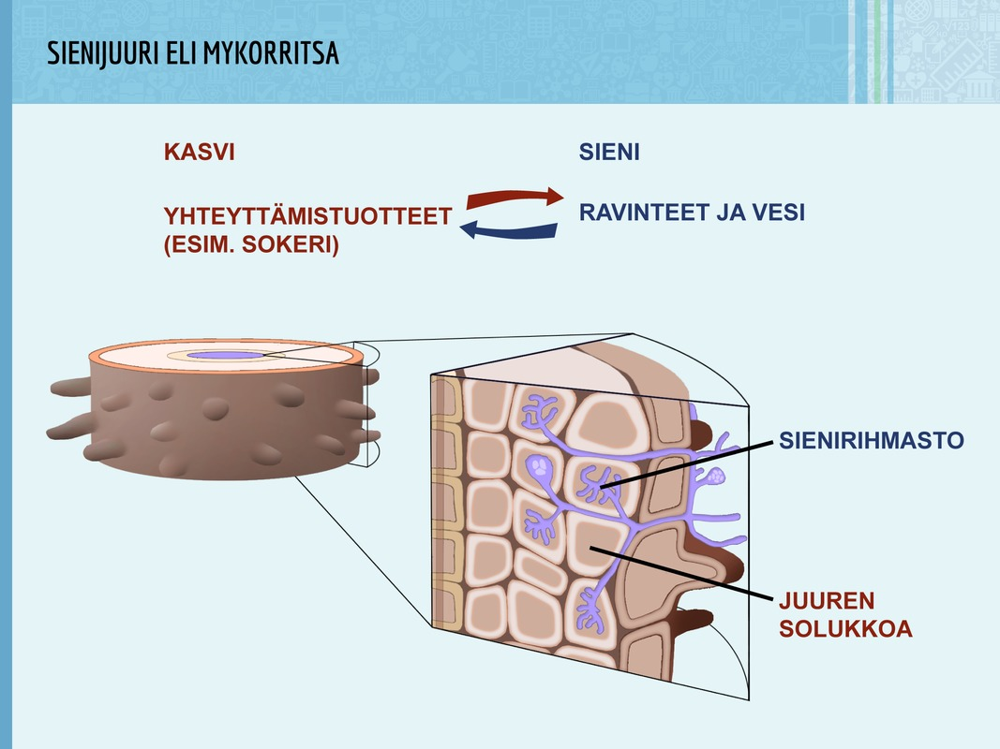 SIENIJUURI ELI MYKORRITSA
KASVI
SIENI
YHTEYTTÄMISTUOTTEET
(ESIM. SOKERI)
RAVINTEET JA VESI
SIENIRIHMASTO
JUUREN
SOLUKKOA